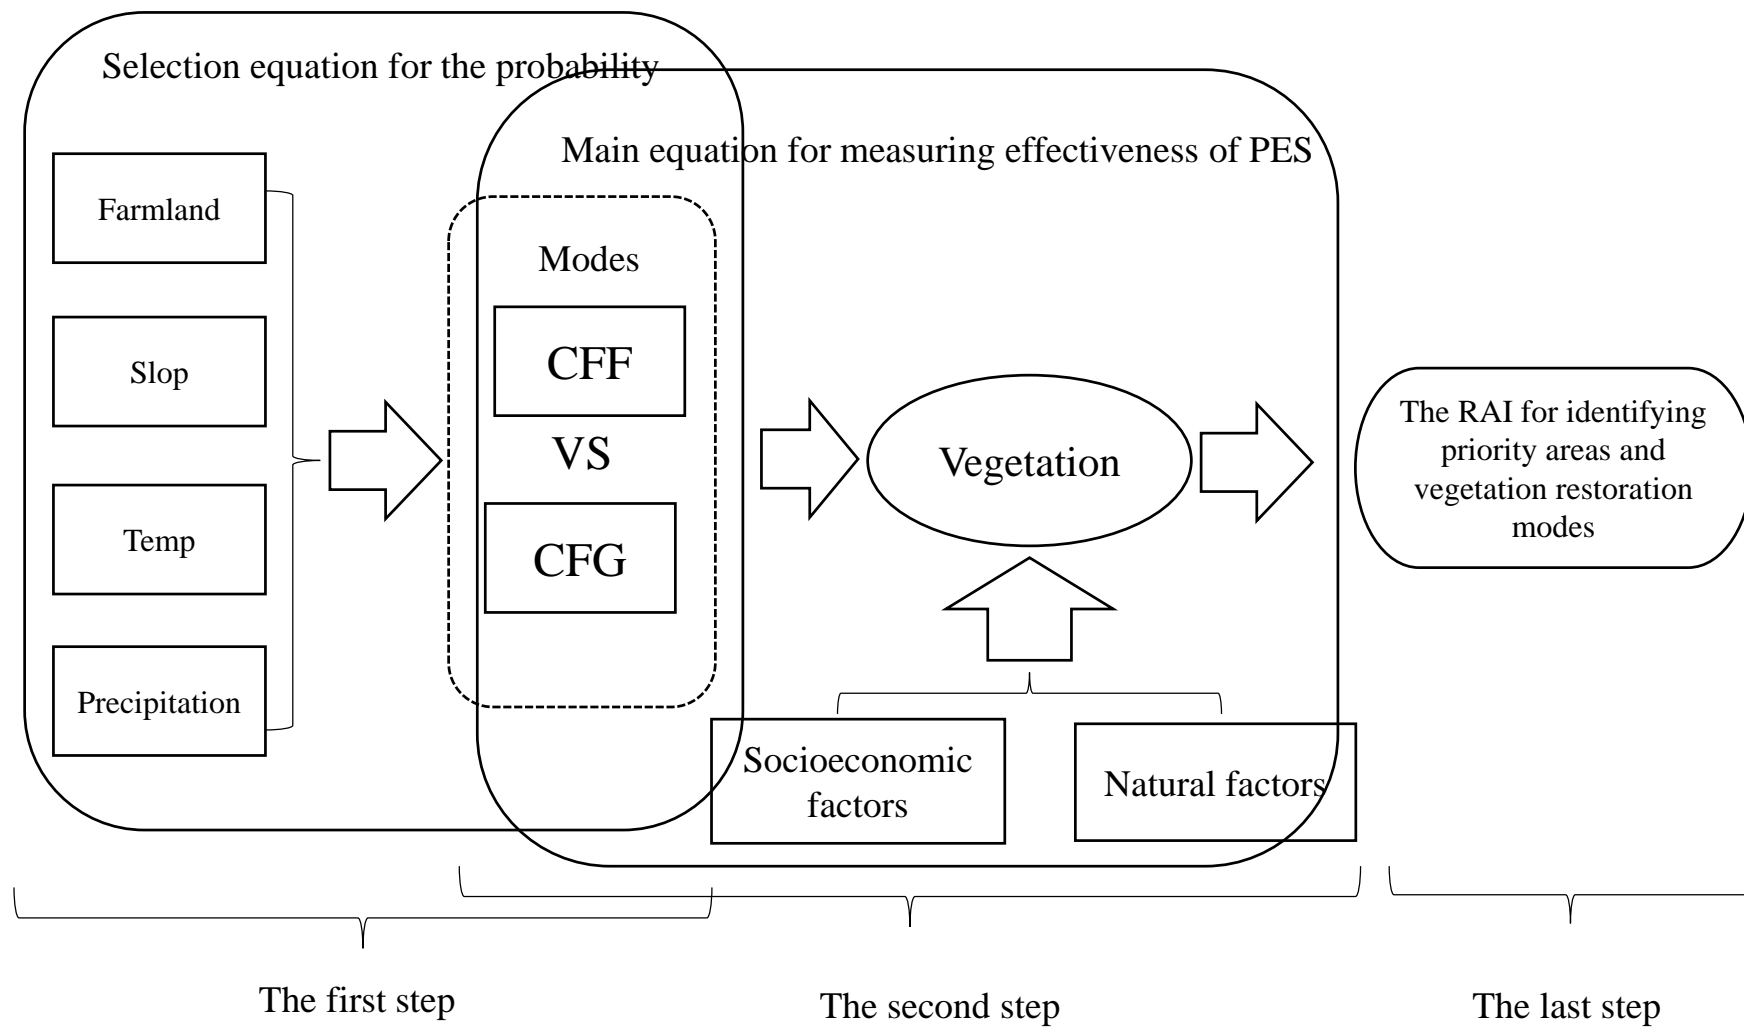 Selection equation for the probability
Main equation for measuring effectiveness of PES
Farmland
Slop
Temp
Precipitation
Modes
CFF
VS
CFG
Vegetation
Socioeconomic
factors
Natural factors
The RAI for identifying
priority areas and
vegetation restoration
modes
The first step
The second step
The last step